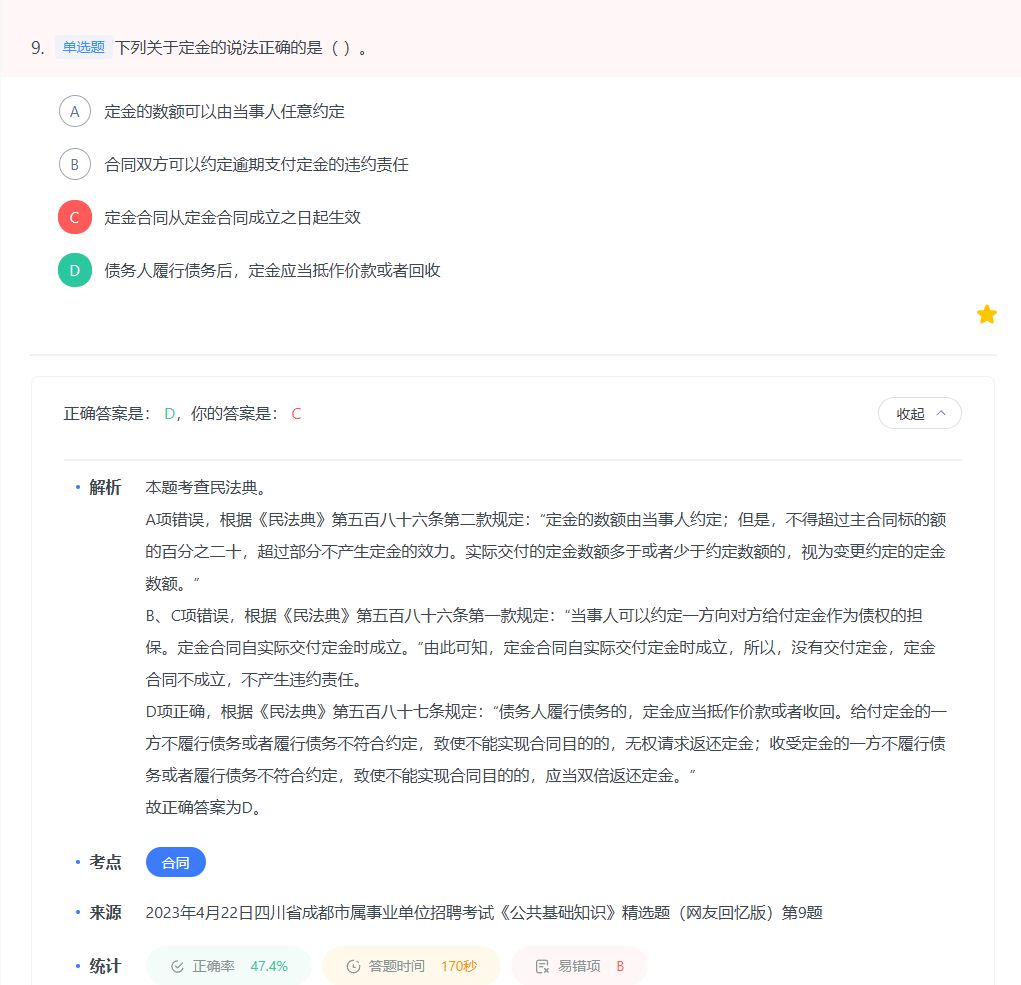 9. 单选题 下列关于定金的说法正确的是（ ）。
A 定金的数额可以由当事人任意约定
B 合同双方可以约定逾期支付定金的违约责任
C 定金合同从定金合同成立之日起生效
D 债务人履行债务后，定金应当抵作价款或者回收
正确答案是： D，你的答案是： C
收起
解析 本题考查民法典。
A项错误，根据《民法典》第五百八十六条第二款规定：“定金的数额由当事人约定；但是，不得超过主合同标的额
的百分之二十，超过部分不产生定金的效力。实际交付的定金数额多于或者少于约定数额的，视为变更约定的定金
数额。”
B、C项错误，根据《民法典》第五百八十六条第一款规定：“当事人可以约定一方向对方给付定金作为债权的担
保。定金合同自实际交付定金时成立。“由此可知，定金合同自实际交付定金时成立，所以，没有交付定金，定金
合同不成立，不产生违约责任。
D项正确，根据《民法典》第五百八十七条规定：“债务人履行债务的，定金应当抵作价款或者收回。给付定金的一
方不履行债务或者履行债务不符合约定，致使不能实现合同目的的，无权请求返还定金；收受定金的一方不履行债
务或者履行债务不符合约定，致使不能实现合同目的的，应当双倍返还定金。”
故正确答案为D。
考点 合同
来源 2023年4月22日四川省成都市属事业单位招聘考试《公共基础知识》精选题（网友回忆版）第9题
统计 正确率 47.4% 答题时间 170秒 易错项 B